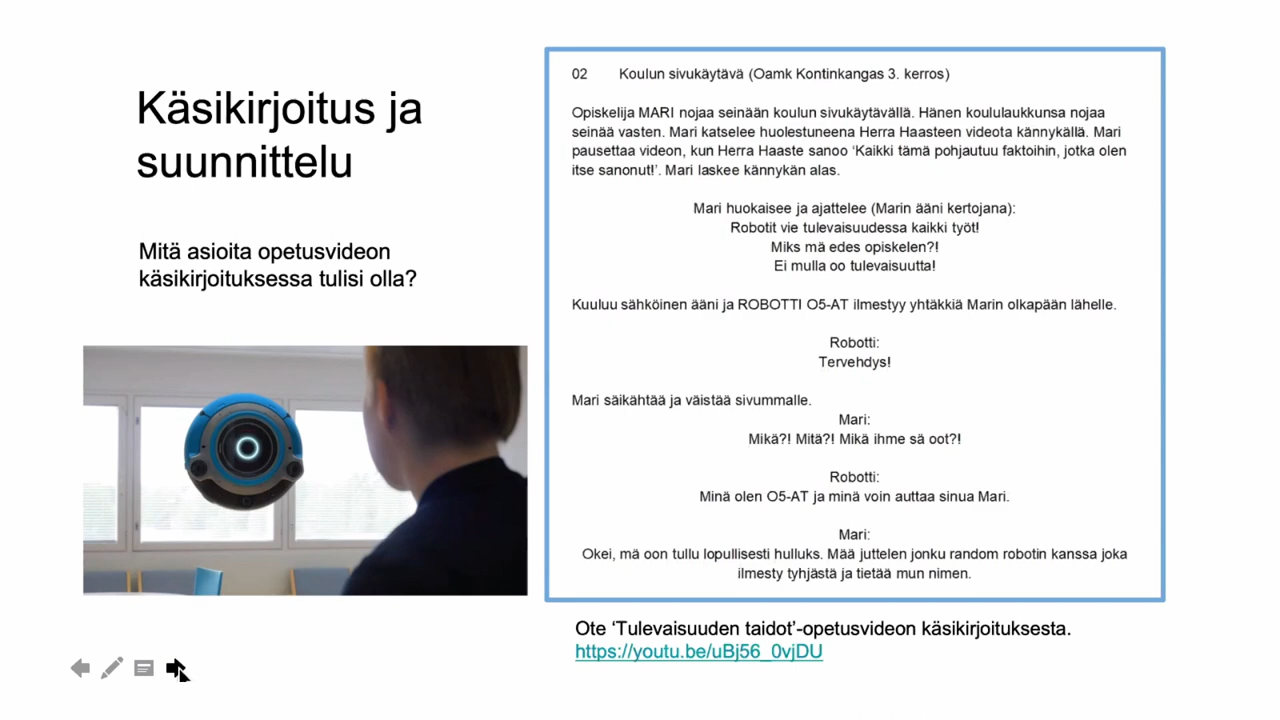 Käsikirjoitus ja
suunnittelu
Mitä asioita opetusvideon
käsikirjoituksessa tulisi olla?
02 Koulun sivukäytävä (Oamk Kontinkangas 3. kerros)
Opiskelija MARI nojaa seinään koulun sivukäytävällä. Hänen koululaukkunsa nojaa
seinää vasten. Mari katselee huolestuneena Herra Haasteen videota kännykällä. Mari
pausettaa videon, kun Herra Haaste sanoo ‘Kaikki tämä pohjautuu faktoihin, jotka olen
itse sanonut!’. Mari laskee kännykän alas.
Mari huokaisee ja ajattelee (Marin ääni kertojana):
Robotit vie tulevaisuudessa kaikki työt!
Miks mä edes opiskelen?!
Ei mulla oo tulevaisuutta!
Kuuluu sähköinen ääni ja ROBOTTI O5-AT ilmestyy yhtäkkiä Marin olkapään lähelle.
Robotti:
Tervehdys!
Mari säikähtää ja väistää sivummalle.
Mari:
Mikä?! Mitä?! Mikä ihme sä oot?!
Robotti:
Minä olen O5-AT ja minä voin auttaa sinua Mari.
Mari:
Okei, mä oon tullu lopullisesti hulluks. Mää juttelen jonku random robotin kanssa joka
ilmesty tyhjästä ja tietää mun nimen.
Ote ‘Tulevaisuuden taidot’-opetusvideon käsikirjoituksesta.
https://youtu.be/uBj56_0vjDU